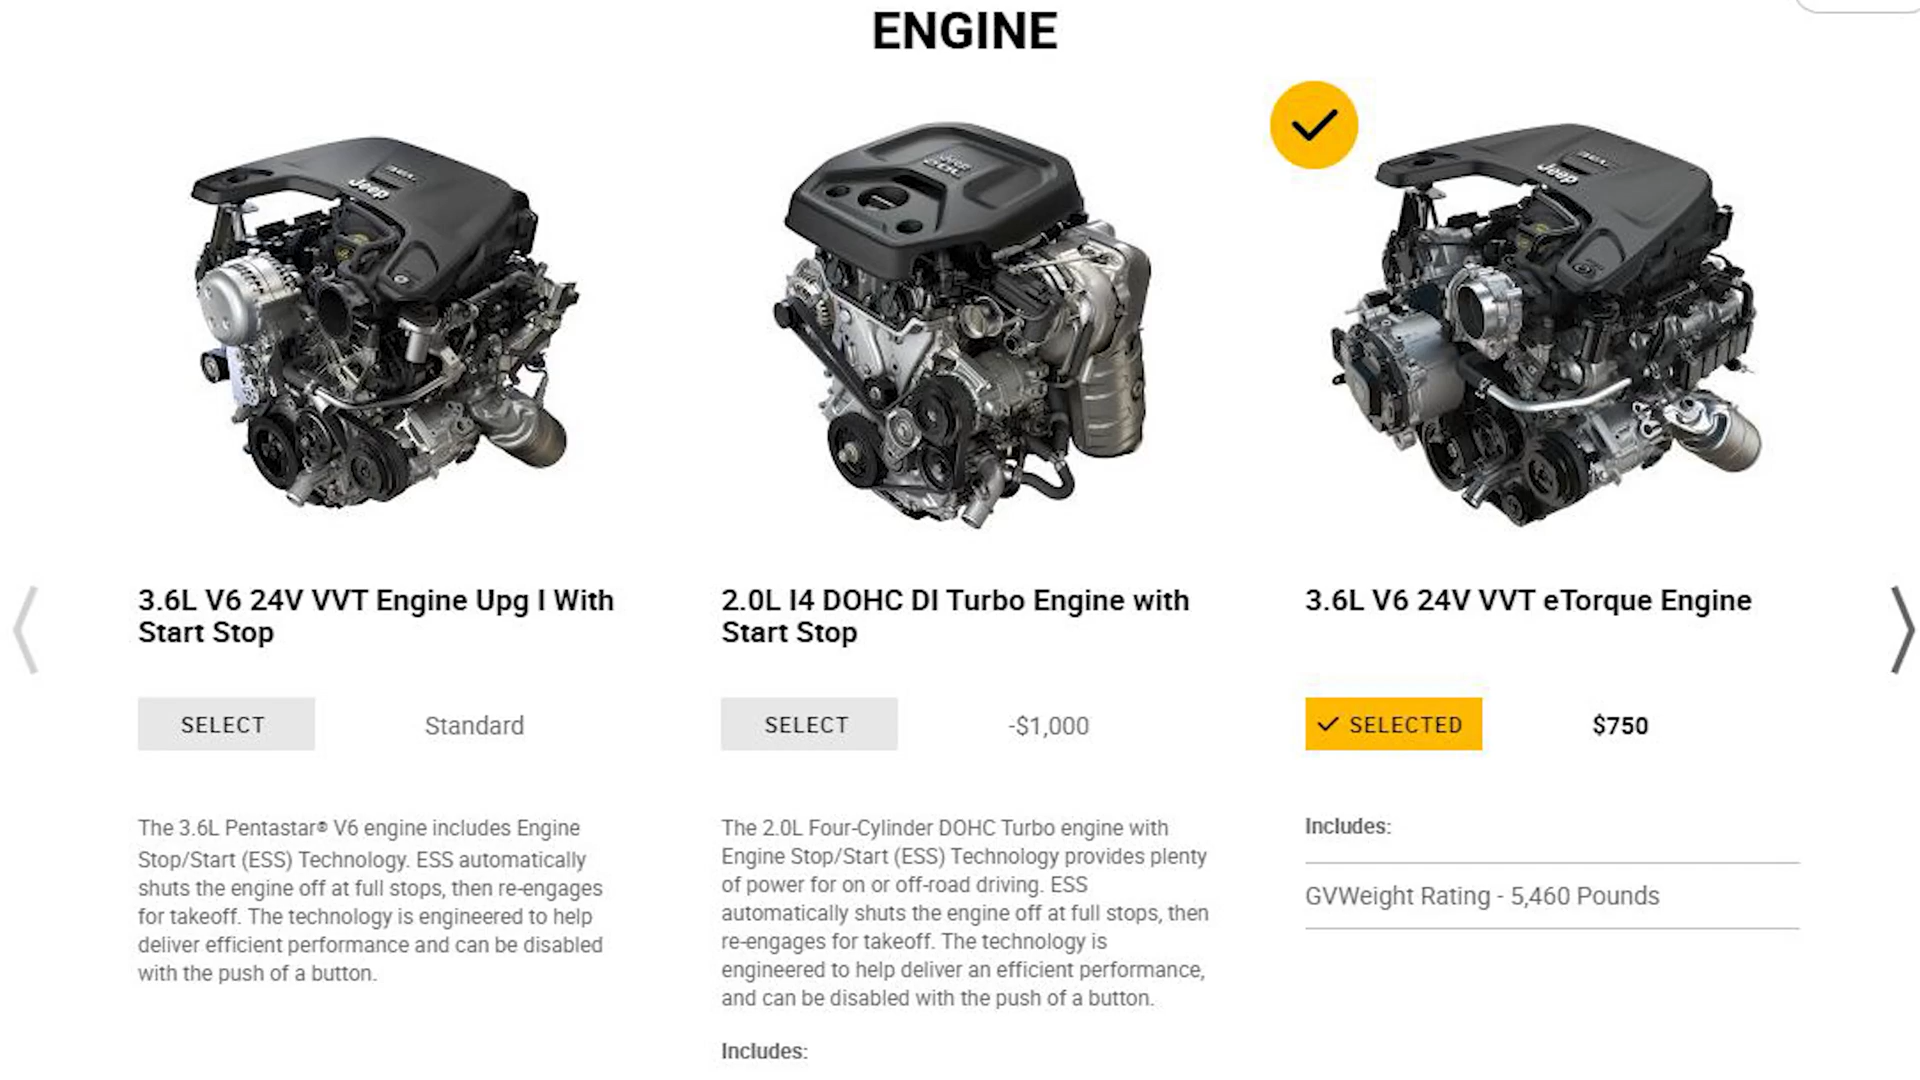 ENGINE
Jeep
Jeep
Jeep
3.6L V6 24V VVT Engine Upg I With
Start Stop
SELECT
Standard
The 3.6L Pentastar® V6 engine includes Engine
Stop/Start (ESS) Technology. ESS automatically
shuts the engine off at full stops, then re-engages
for takeoff. The technology is engineered to help
deliver efficient performance and can be disabled
with the push of a button.
2.0L I4 DOHC DI Turbo Engine with
Start Stop
SELECT
-$1,000
The 2.0L Four-Cylinder DOHC Turbo engine with
Engine Stop/Start (ESS) Technology provides plenty
of power for on or off-road driving. ESS
automatically shuts the engine off at full stops, then
re-engages for takeoff. The technology is
engineered to help deliver an efficient performance,
and can be disabled with the push of a button.
Includes:
3.6L V6 24V VVT eTorque Engine
SELECTED
$750
Includes:
GVWeight Rating - 5,460 Pounds